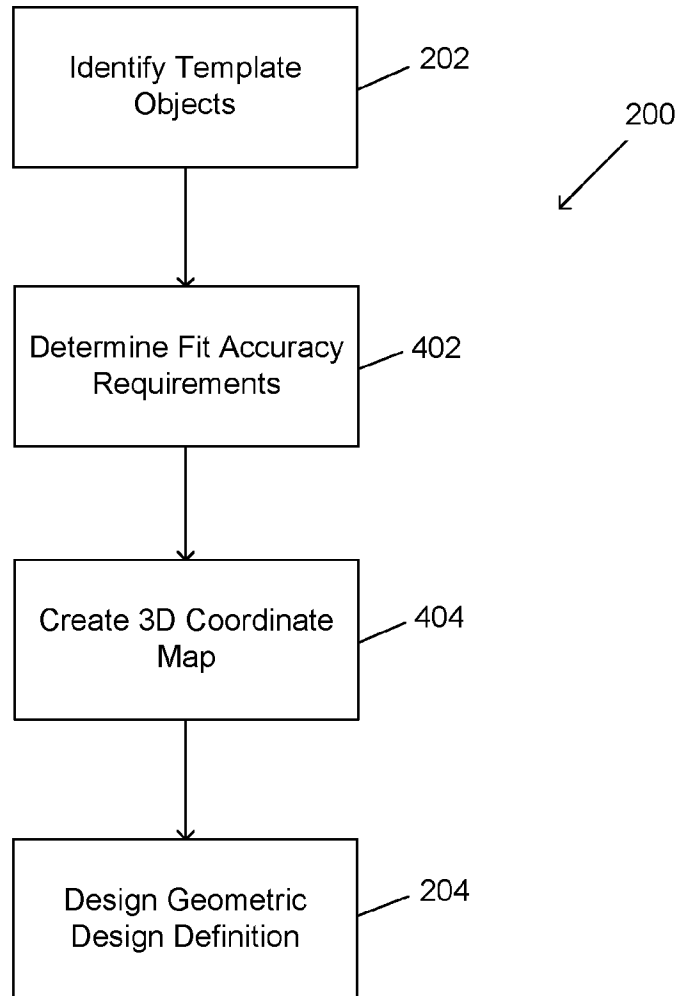 Identify Template
Objects
202
200
Determine Fit Accuracy
Requirements
402
Create 3D Coordinate
Map
404
Design Geometric
Design Definition
204